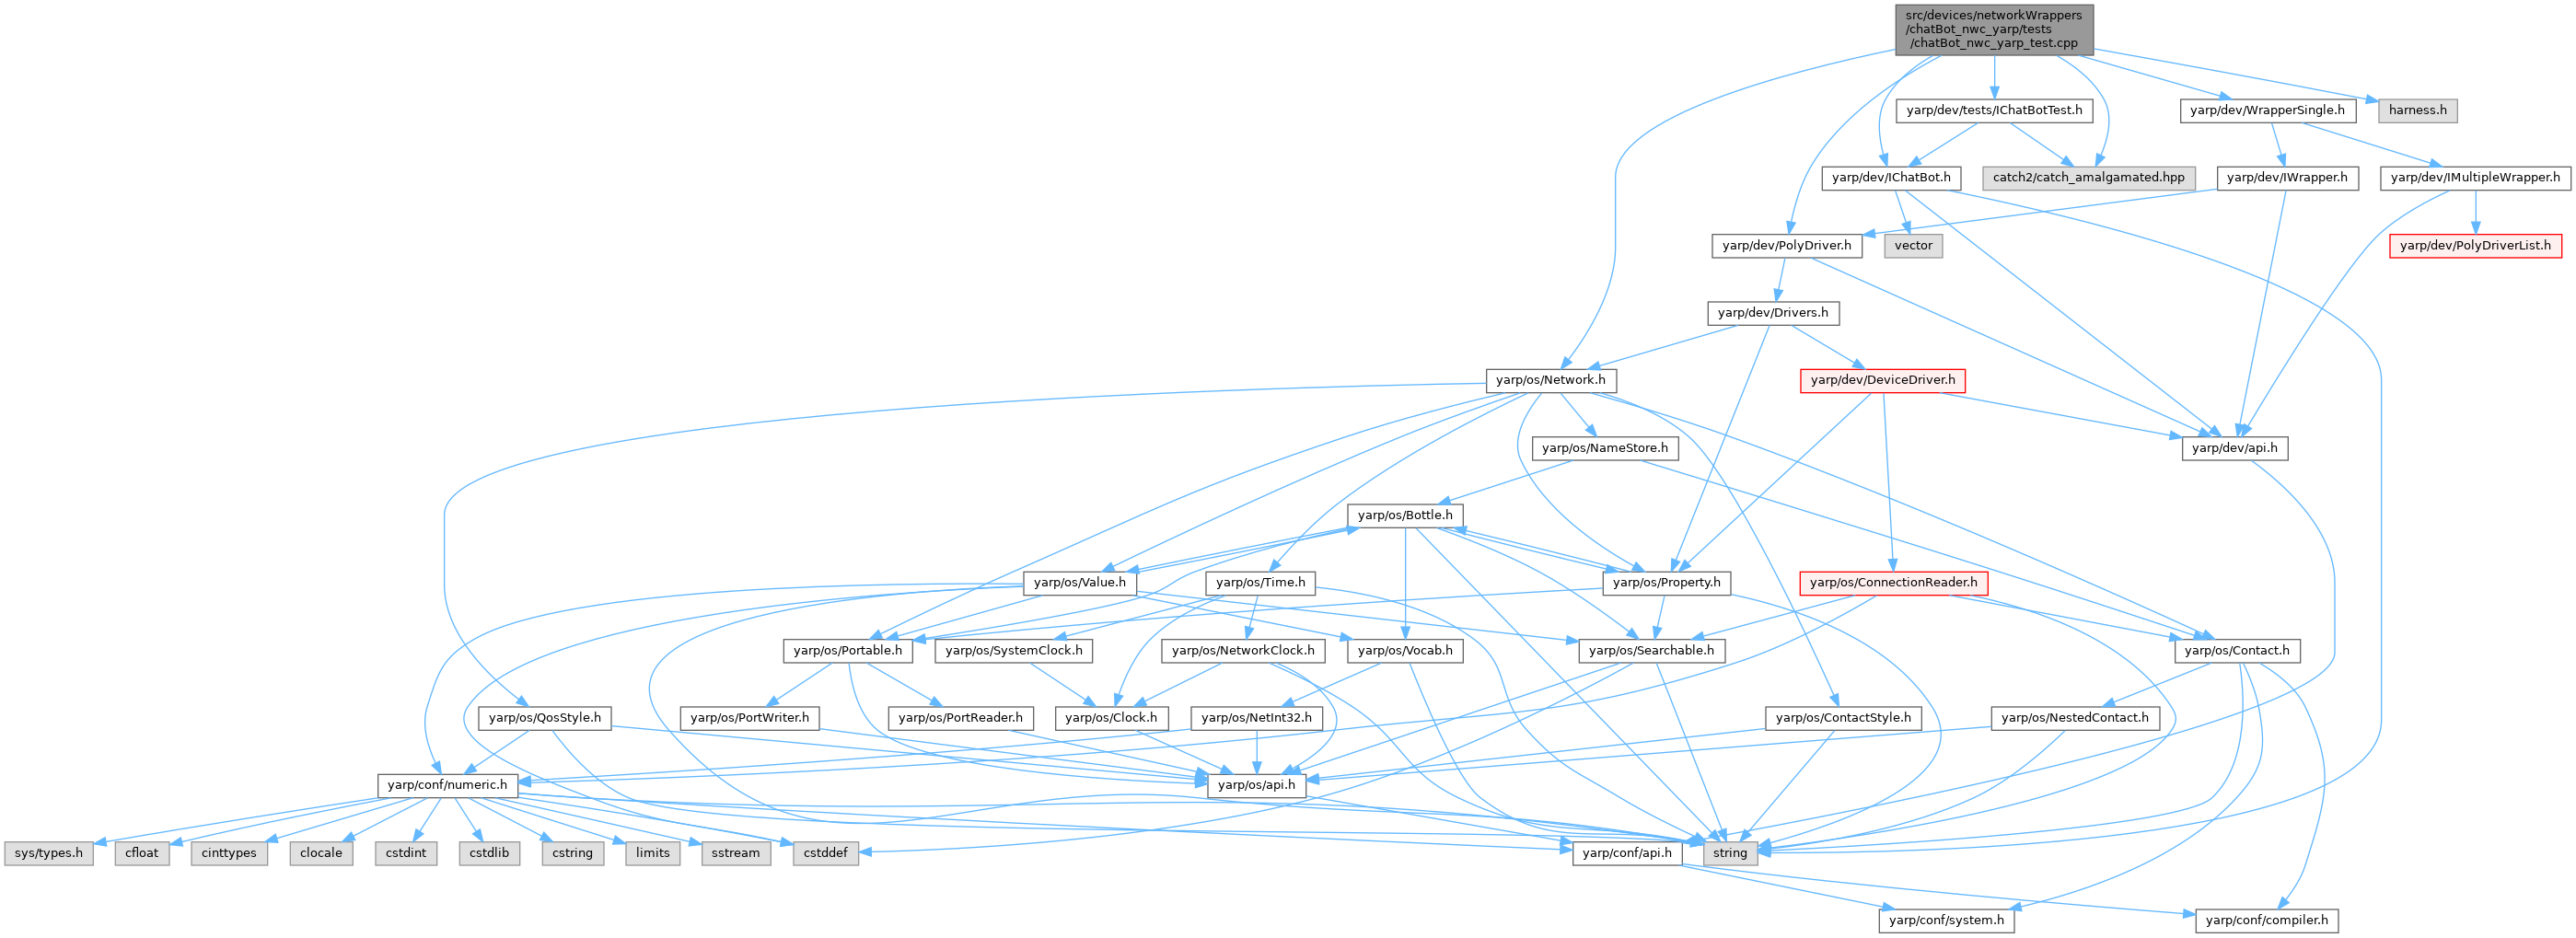 src/devices/networkWrappers
/chatBot_nwc_yarp/tests
/chatBot_nwc_yarp_test.cpp
yarp/dev/tests/IChatBotTest.h
yarp/dev/WrapperSingle.h
harness.h
yarp/dev/IChatBot.h
catch2/catch_amalgamated.hpp
yarp/dev/IWrapper.h
yarp/dev/IMultipleWrapper.h
yarp/dev/PolyDriver.h
vector
yarp/dev/PolyDriverList.h
yarp/dev/Drivers.h
yarp/os/Network.h
yarp/dev/DeviceDriver.h
yarp/os/NameStore.h
yarp/dev/api.h
yarp/os/Bottle.h
yarp/os/Value.h
yarp/os/Time.h
yarp/os/Property.h
yarp/os/ConnectionReader.h
yarp/os/Portable.h
yarp/os/SystemClock.h
yarp/os/NetworkClock.h
yarp/os/Vocab.h
yarp/os/Searchable.h
yarp/os/Contact.h
yarp/os/QosStyle.h
yarp/os/PortWriter.h
yarp/os/PortReader.h
yarp/os/Clock.h
yarp/os/NetInt32.h
yarp/os/ContactStyle.h
yarp/os/NestedContact.h
yarp/conf/numeric.h
yarp/os/api.h
sys/types.h
cfloat
cinttypes
clocale
cstdint
cstdlib
cstring
limits
sstream
cstddef
yarp/conf/api.h
string
yarp/conf/system.h
yarp/conf/compiler.h